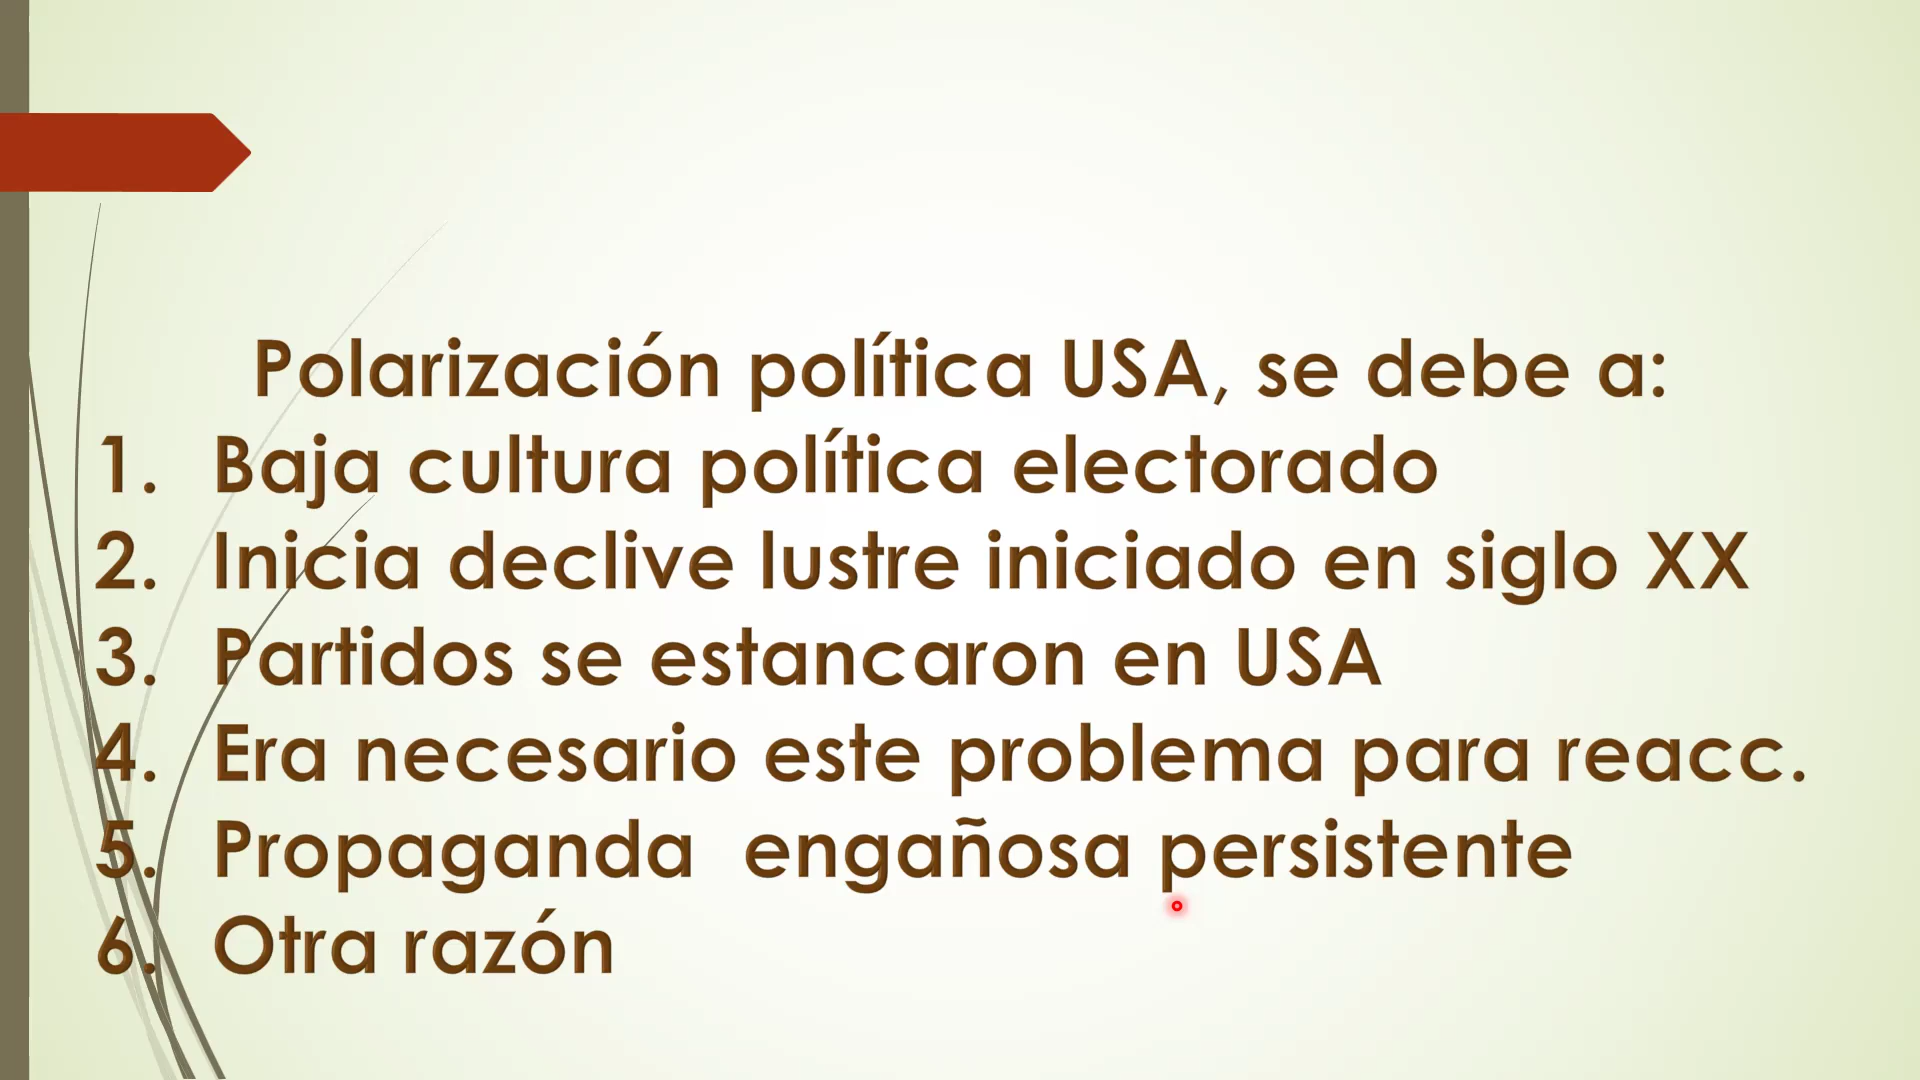 Polarización política USA, se debe a:
1. Baja cultura política electorado
2. Inicia declive lustre iniciado en siglo XX
3. Partidos se estancaron en USA
4. Era necesario este problema para reacc.
5. Propaganda  engañosa persistente
6. Otra razón